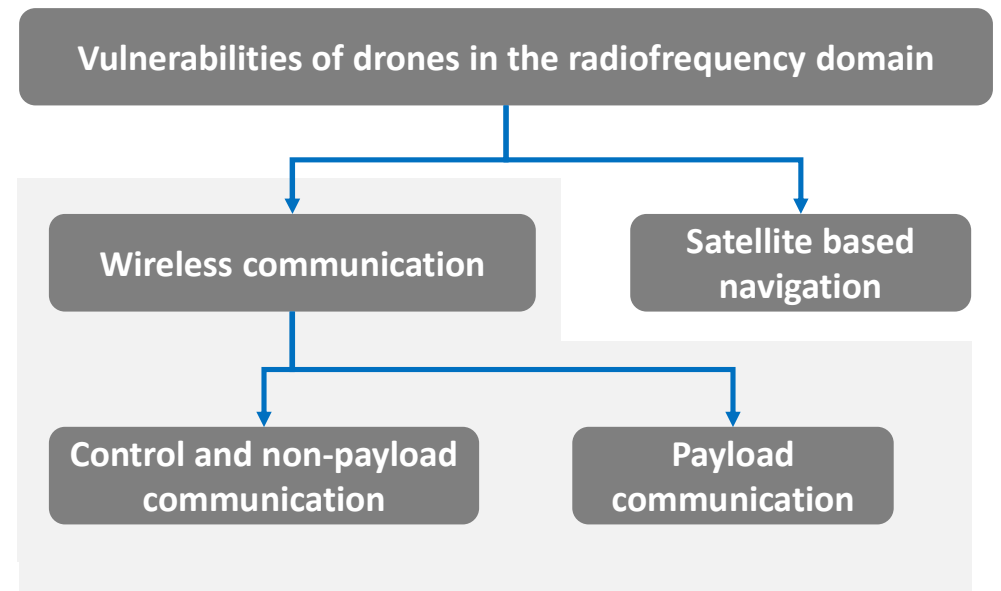 Vulnerabilities of drones in the radiofrequency domain
Wireless communication
Satellite based
navigation
Control and non-payload
communication
Payload
communication